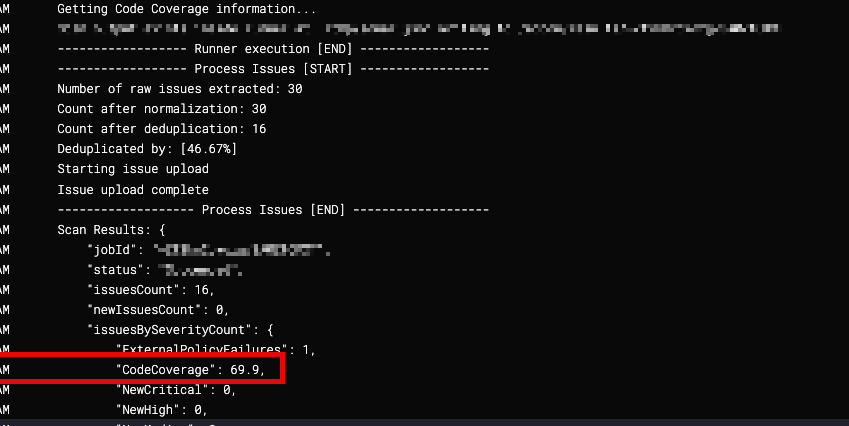 AM Getting Code Coverage information...
AM
AM ------------------ Runner execution [END] ------------------
AM ------------------ Process Issues [START] ------------------
AM Number of raw issues extracted: 30
AM Count after normalization: 30
AM Count after deduplication: 16
AM Deduplicated by: [46.67%]
AM Starting issue upload
AM Issue upload complete
AM ------------------- Process Issues [END] -------------------
AM Scan Results: {
AM "jobId":
AM "status":
AM "issuesCount": 16,
AM "newIssuesCount": 0,
AM "issuesBySeverityCount": {
AM "ExternalPolicyFailures": 1,
AM "CodeCoverage": 69.9,
AM "NewCritical": 0,
AM "NewHigh": 0,